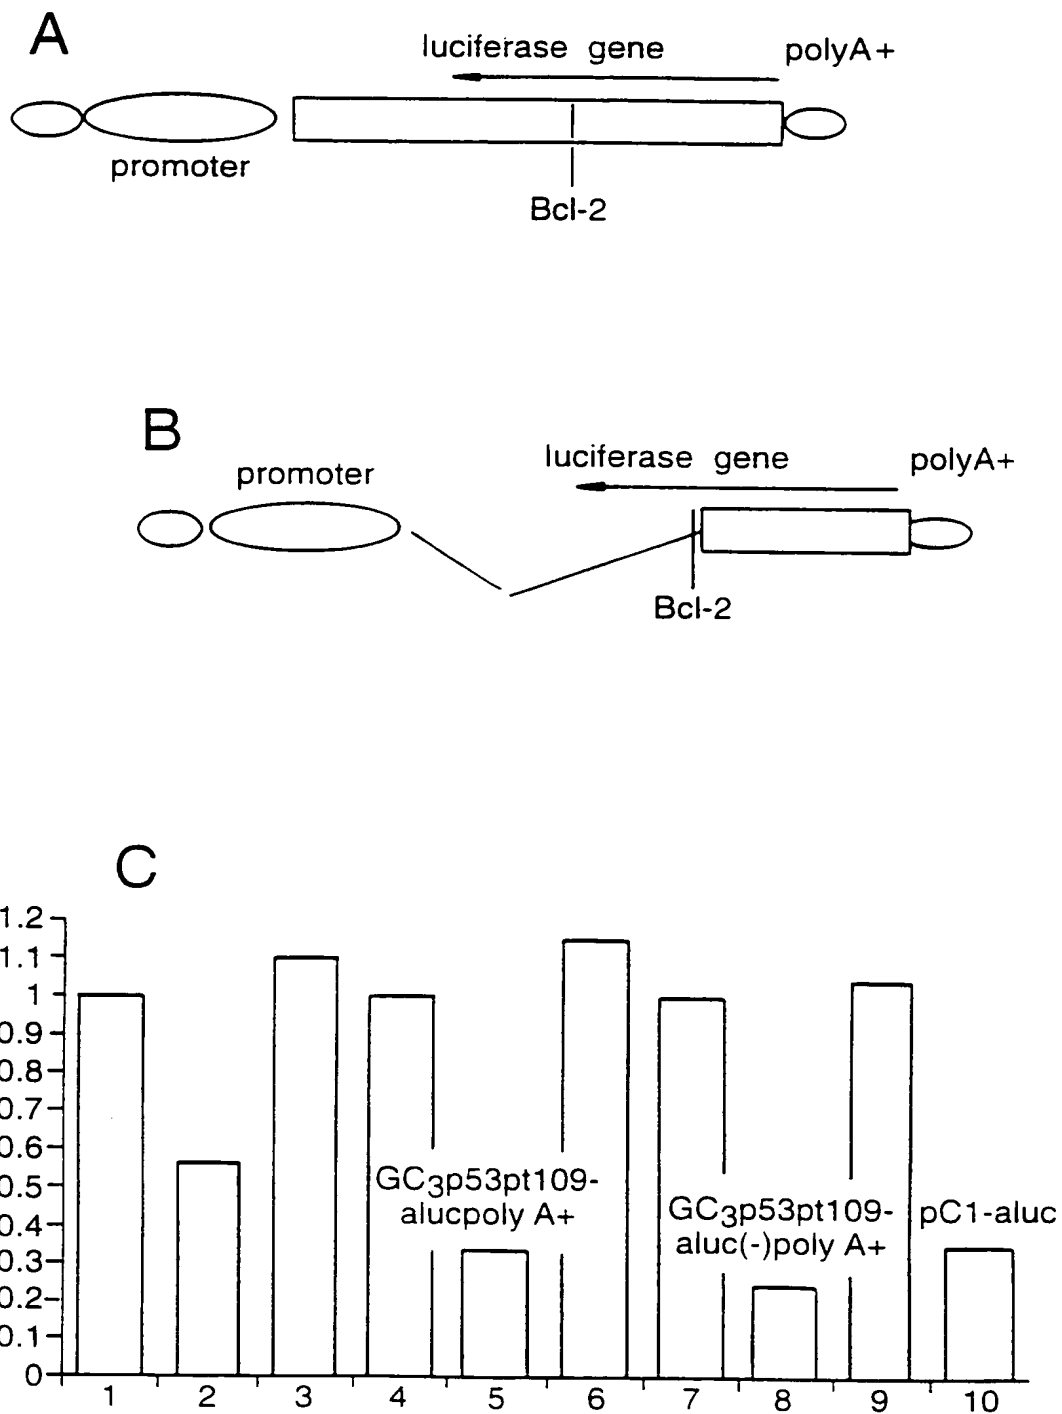 A
luciferase gene
polyA+
promoter
Bcl-2
B
promoter
luciferase gene
polyA+
Bcl-2
C
1.2
1.1
1
0.9
0.8
0.7
0.6
0.5
0.4
0.3
0.2
0.1
0
GC3p53pt109-
alucpoly A+
GC3p53pt109-
aluc(-)poly A+
pC1-aluc
1 2 3 4 5 6 7 8 9 10